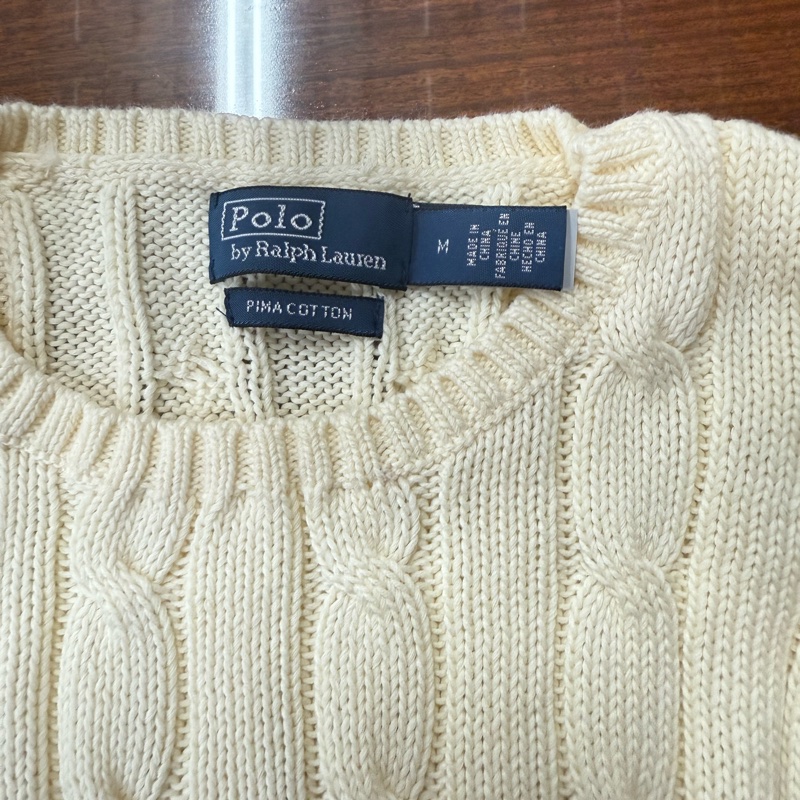 Polo
by Ralph Lauren
M
MADE IN
CHINA
FABRIQUÉ EN
CHINE
HECHO EN
CHINA
PIMA COTTON